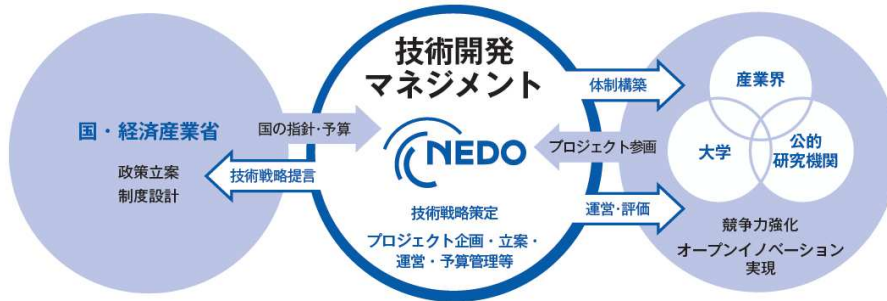 国・経済産業省
政策立案
制度設計
国の指針・予算
技術戦略提言
技術開発
マネジメント
NEDO
技術戦略策定
プロジェクト企画・立案・
運営・予算管理等
体制構築
プロジェクト参画
運営・評価
産業界
大学
公的
研究機関
競争力強化
オープンイノベーション
実現